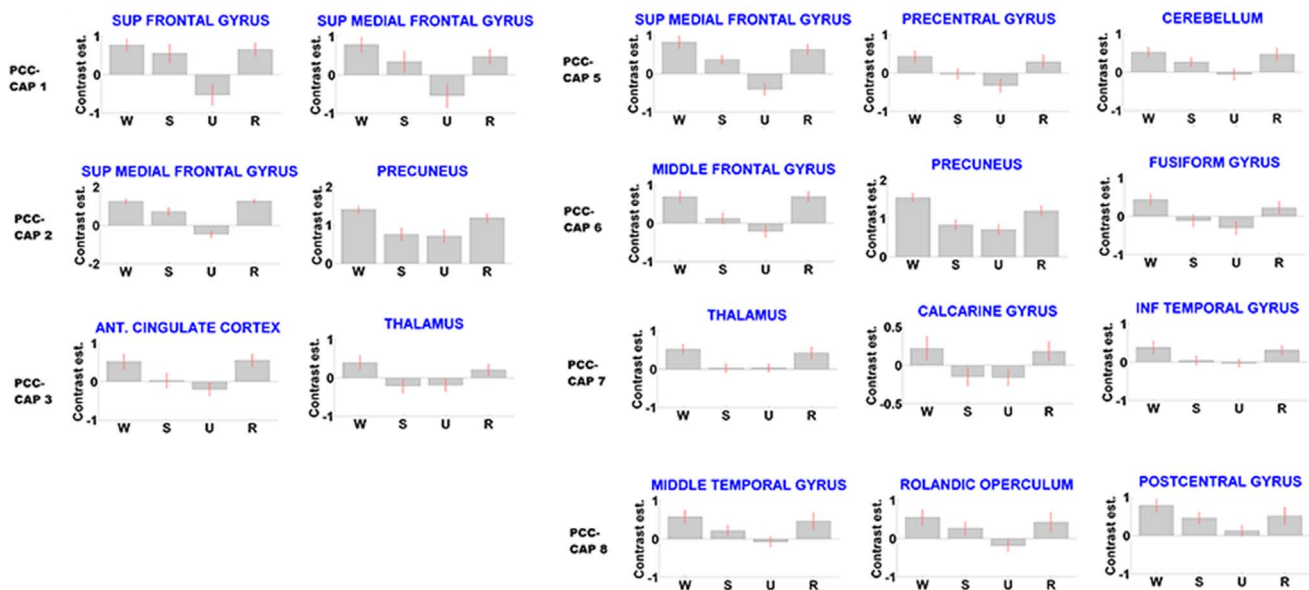 SUP FRONTAL GYRUS
SUP MEDIAL FRONTAL GYRUS
PCC-
CAP 1
Contrast est.
1
0
-1
W S U R
Contrast est.
1
0
-1
W S U R
SUP MEDIAL FRONTAL GYRUS
PRECUNEUS
PCC-
CAP 2
Contrast est.
2
0
-2
W S U R
Contrast est.
2
1
0
W S U R
ANT. CINGULATE CORTEX
THALAMUS
PCC-
CAP 3
Contrast est.
1
0
-1
W S U R
Contrast est.
1
0
-1
W S U R
SUP MEDIAL FRONTAL GYRUS
PRECENTRAL GYRUS
CEREBELLUM
PCC-
CAP 5
Contrast est.
1
0
-1
W S U R
Contrast est.
1
0
-1
W S U R
Contrast est.
1
0
-1
W S U R
MIDDLE FRONTAL GYRUS
PRECUNEUS
FUSIFORM GYRUS
PCC-
CAP 6
Contrast est.
1
0
-1
W S U R
Contrast est.
2
1
0
W S U R
Contrast est.
1
0
-1
W S U R
THALAMUS
CALCARINE GYRUS
INF TEMPORAL GYRUS
PCC-
CAP 7
Contrast est.
1
0
-1
W S U R
Contrast est.
0.5
0
-0.5
W S U R
Contrast est.
1
0
-1
W S U R
MIDDLE TEMPORAL GYRUS
ROLANDIC OPERCULUM
POSTCENTRAL GYRUS
PCC-
CAP 8
Contrast est.
1
0
-1
W S U R
Contrast est.
1
0
-1
W S U R
Contrast est.
1
0
-1
W S U R